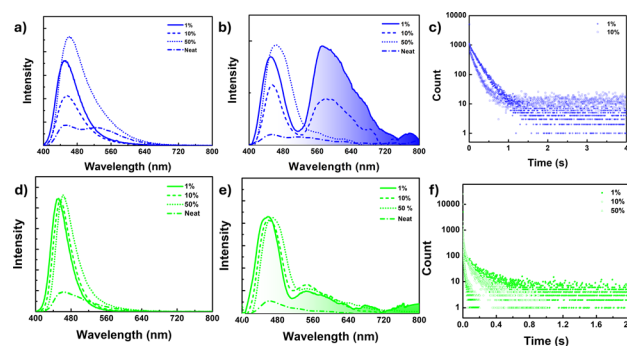 a)
1%
10%
50%
Neat
Intensity
400 480 560 640 720 800
Wavelength (nm)
b)
1%
10%
50%
Neat
Intensity
400 480 560 640 720 800
Wavelength (nm)
c)
1%
10%
Count
10000
1000
100
10
1
0 1 2 3 4
Time (s)
d)
1%
10%
50%
Neat
Intensity
400 480 560 640 720 800
Wavelength (nm)
e)
1%
10%
50 %
Neat
Intensity
400 480 560 640 720 800
Wavelength (nm)
f)
1%
10%
50%
Count
10000
1000
100
10
1
0.0 0.4 0.8 1.2 1.6 2
Time (s)